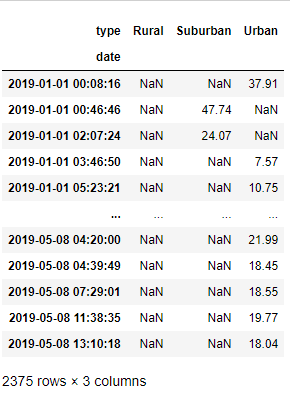 type Rural Suburban Urban
date
2019-01-01 00:08:16 NaN NaN 37.91
2019-01-01 00:46:46 NaN 47.74 NaN
2019-01-01 02:07:24 NaN 24.07 NaN
2019-01-01 03:46:50 NaN NaN 7.57
2019-01-01 05:23:21 NaN NaN 10.75
... ... ... ...
2019-05-08 04:20:00 NaN NaN 21.99
2019-05-08 04:39:49 NaN NaN 18.45
2019-05-08 07:29:01 NaN NaN 18.55
2019-05-08 11:38:35 NaN NaN 19.77
2019-05-08 13:10:18 NaN NaN 18.04
2375 rows × 3 columns